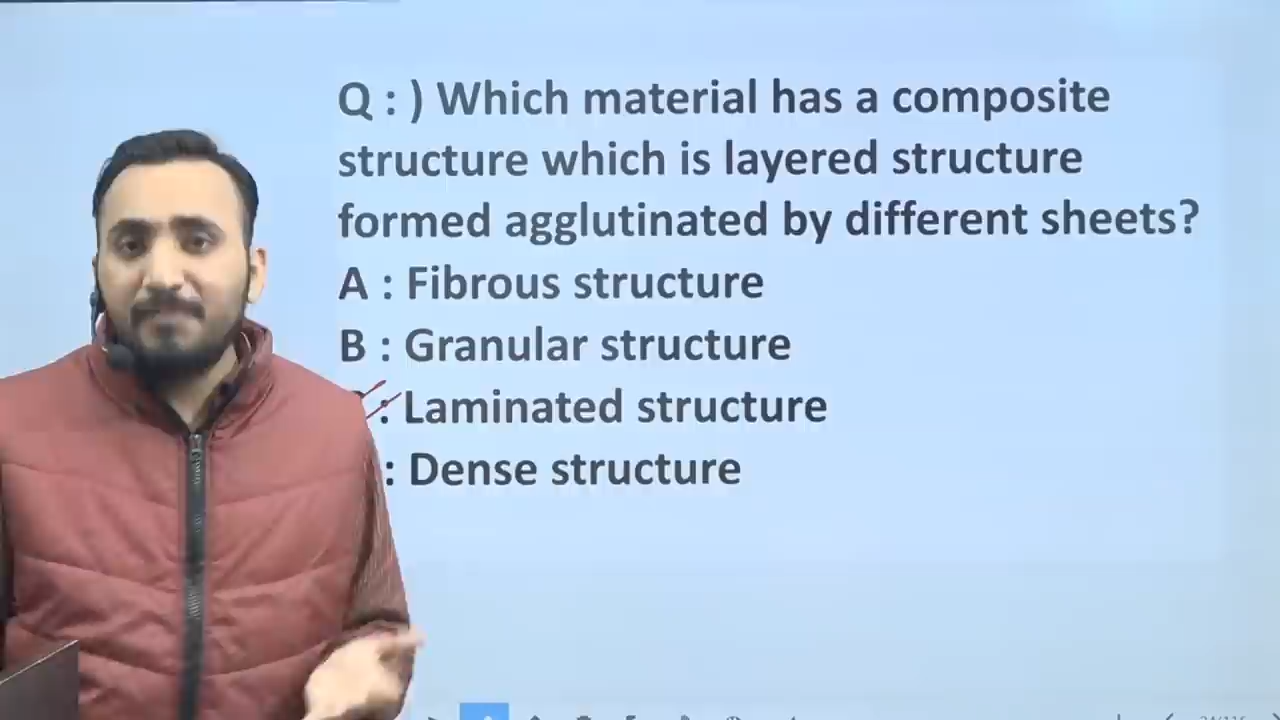 Q : ) Which material has a composite
structure which is layered structure
formed agglutinated by different sheets?
A : Fibrous structure
B : Granular structure
: Laminated structure
: Dense structure